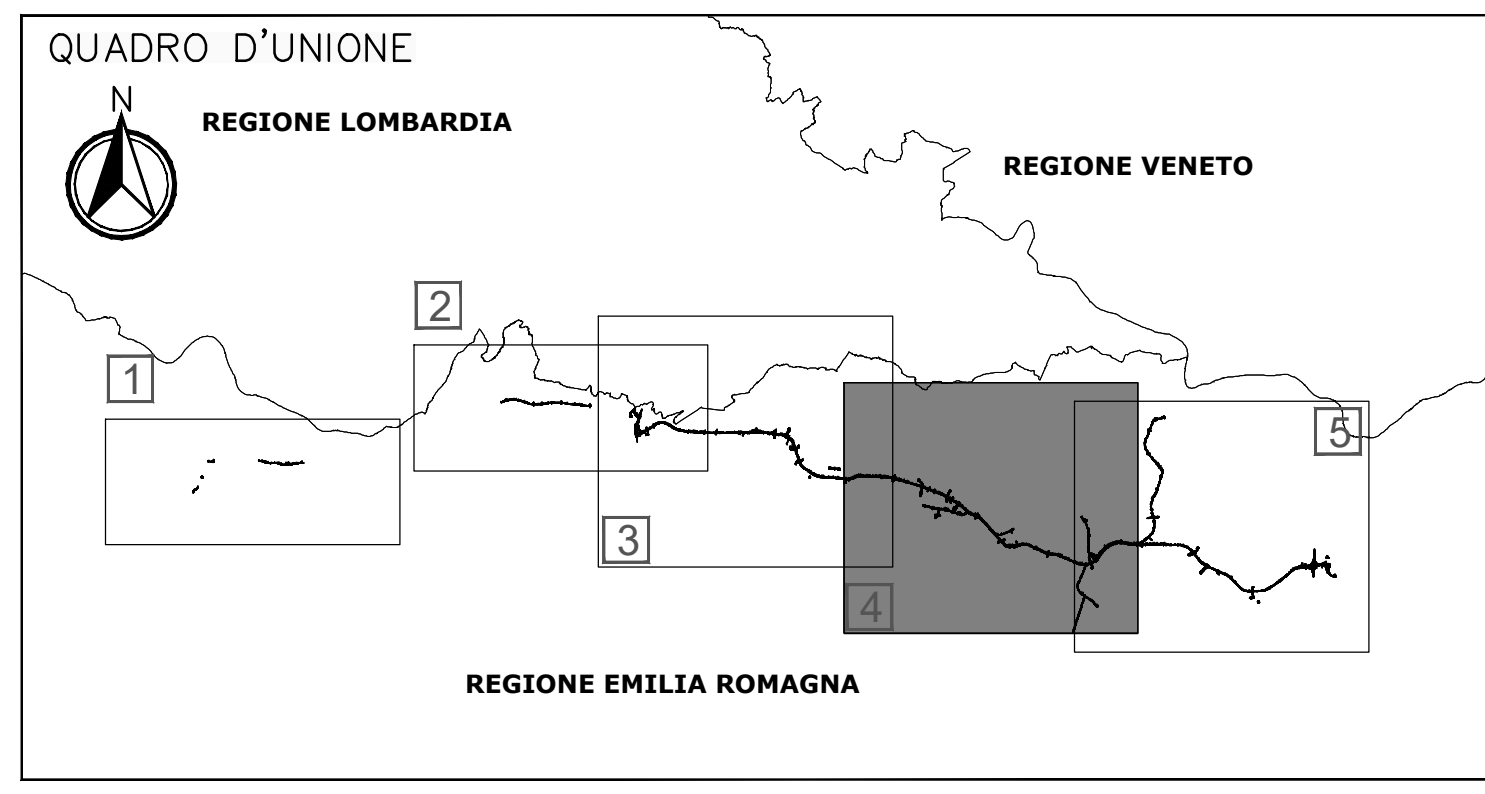 QUADRO D'UNIONE
N
REGIONE LOMBARDIA
REGIONE VENETO
2
1
5
3
4
REGIONE EMILIA ROMAGNA